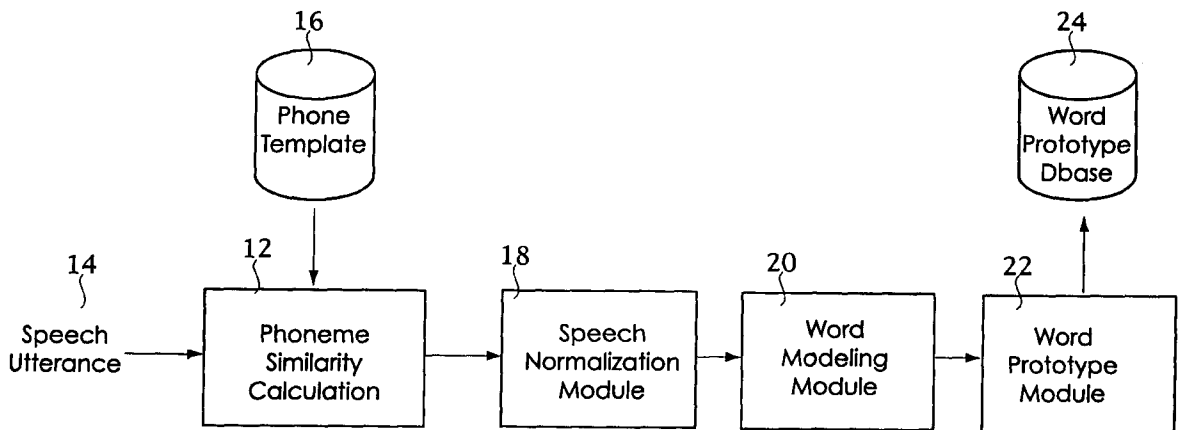 16
Phone
Template
24
Word
Prototype
Dbase
14
Speech
Utterance
12
Phoneme
Similarity
Calculation
18
Speech
Normalization
Module
20
Word
Modeling
Module
22
Word
Prototype
Module